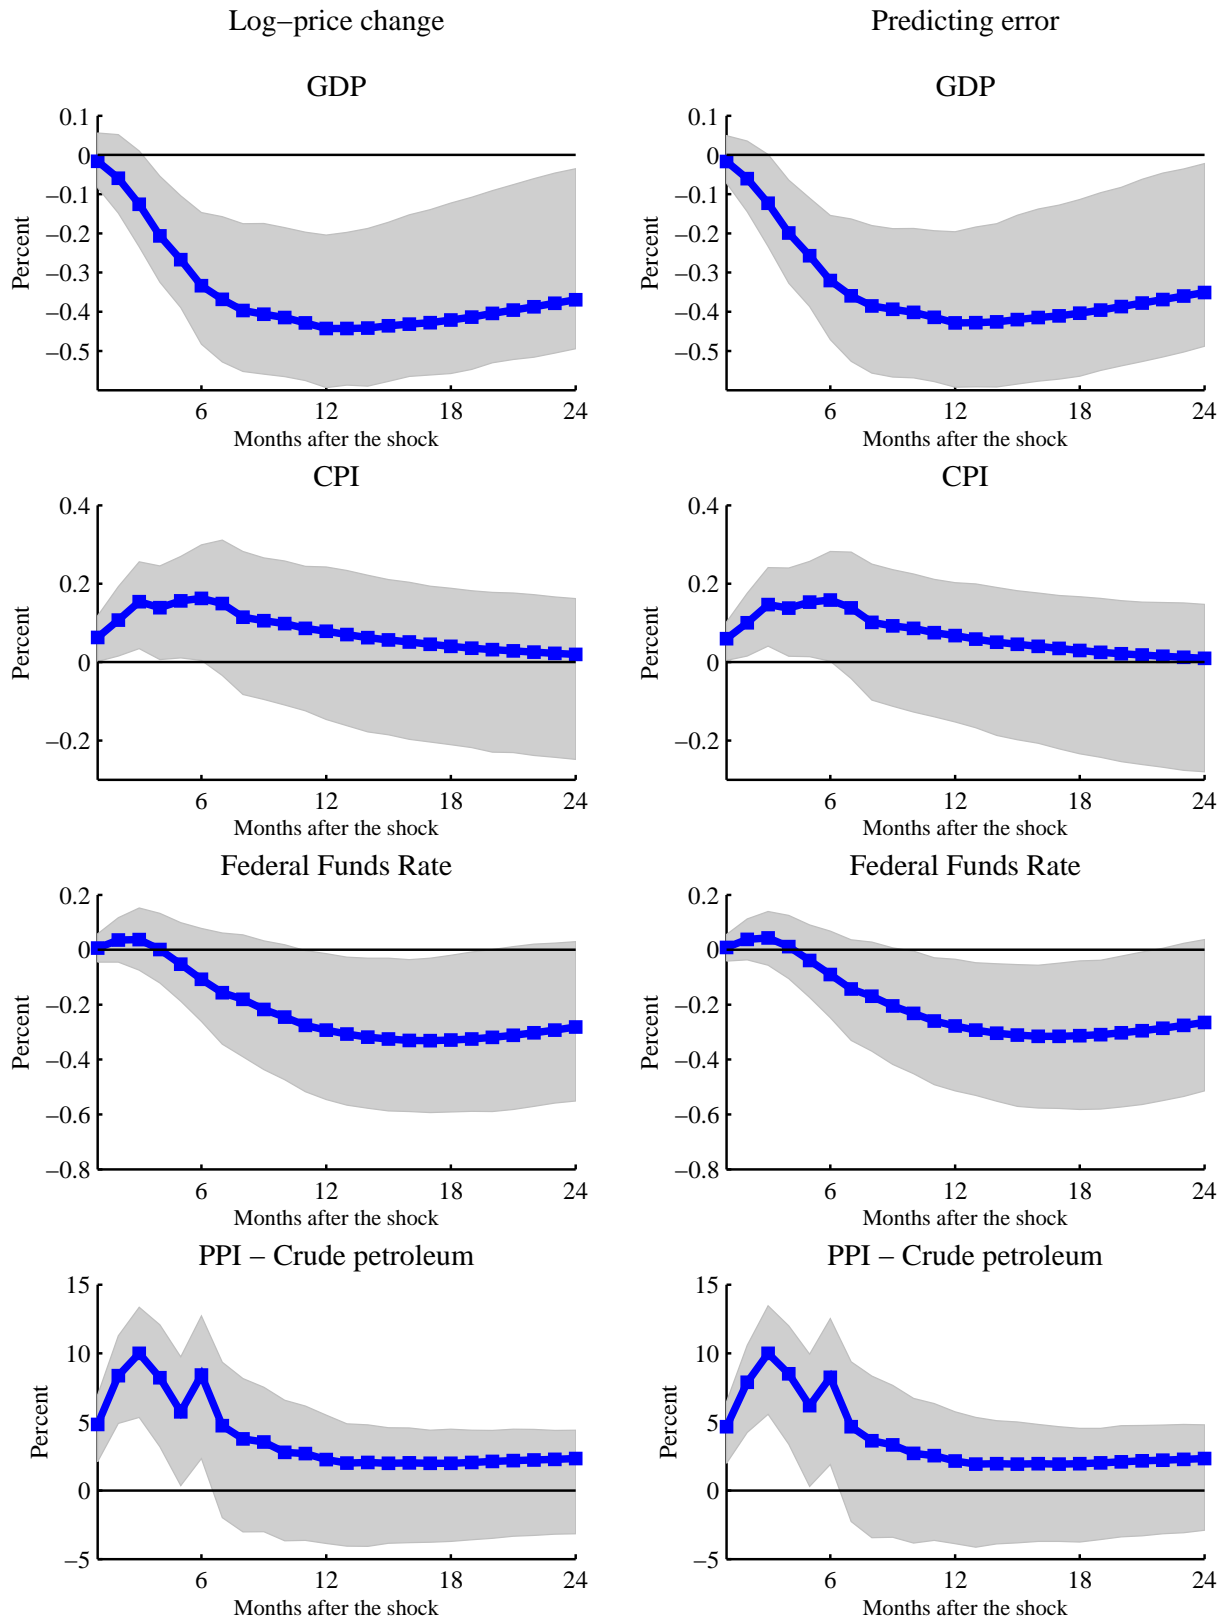 Log−price change
Predicting error
GDP
0.1
0
−0.1
−0.2
−0.3
−0.4
−0.5
Percent
6 12 18 24
Months after the shock
GDP
0.1
0
−0.1
−0.2
−0.3
−0.4
−0.5
Percent
6 12 18 24
Months after the shock
CPI
0.4
0.2
0
−0.2
Percent
6 12 18 24
Months after the shock
CPI
0.4
0.2
0
−0.2
Percent
6 12 18 24
Months after the shock
Federal Funds Rate
0.2
0
−0.2
−0.4
−0.6
−0.8
Percent
6 12 18 24
Months after the shock
Federal Funds Rate
0.2
0
−0.2
−0.4
−0.6
−0.8
Percent
6 12 18 24
Months after the shock
PPI − Crude petroleum
15
10
5
0
−5
Percent
6 12 18 24
Months after the shock
PPI − Crude petroleum
15
10
5
0
−5
Percent
6 12 18 24
Months after the shock